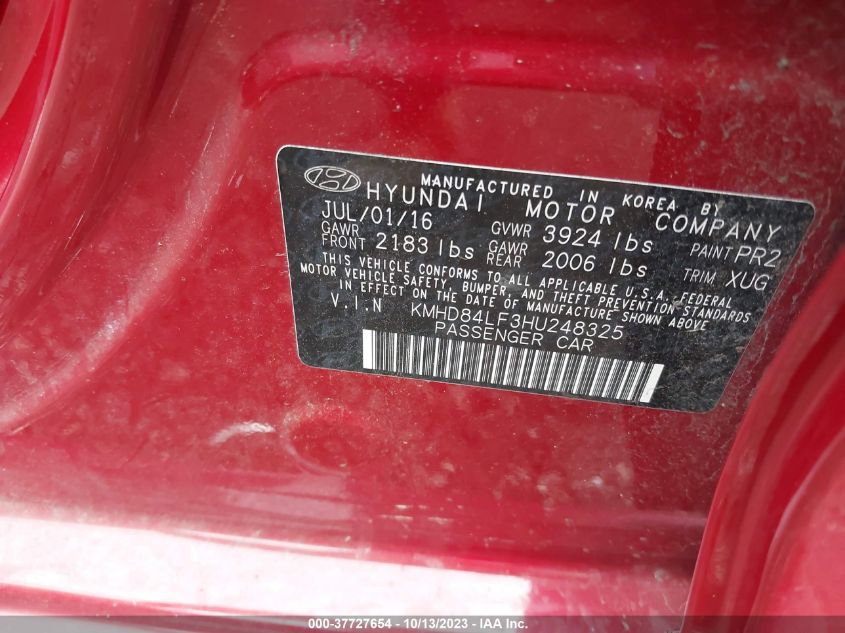 MANUFACTURED IN KOREA BY
HYUNDAI MOTOR COMPANY
JUL/01/16 GVWR 3924 lbs PAINT PR2
GAWR FRONT 2183 lbs GAWR REAR 2006 lbs TRIM XUG
THIS VEHICLE CONFORMS TO ALL APPLICABLE U.S.A. FEDERAL
MOTOR VEHICLE SAFETY, BUMPER, AND THEFT PREVENTION STANDARDS
IN EFFECT ON THE DATE OF MANUFACTURE SHOWN ABOVE.
V.I.N KMHD84LF3HU248325
PASSENGER CAR
000-37727654 - 10/13/2023 - IAA Inc.